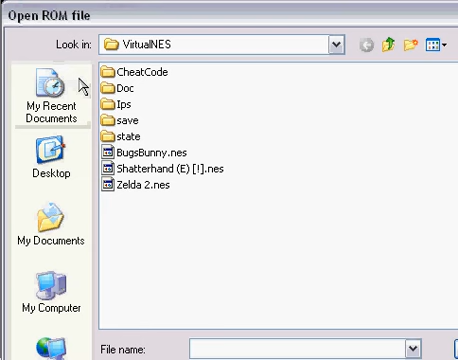 Open ROM file
Look in: VirtualNES
CheatCode
Doc
Ips
save
state
BugsBunny.nes
Shatterhand (E) [!].nes
Zelda 2.nes
My Recent
Documents
Desktop
My Documents
My Computer
File name: